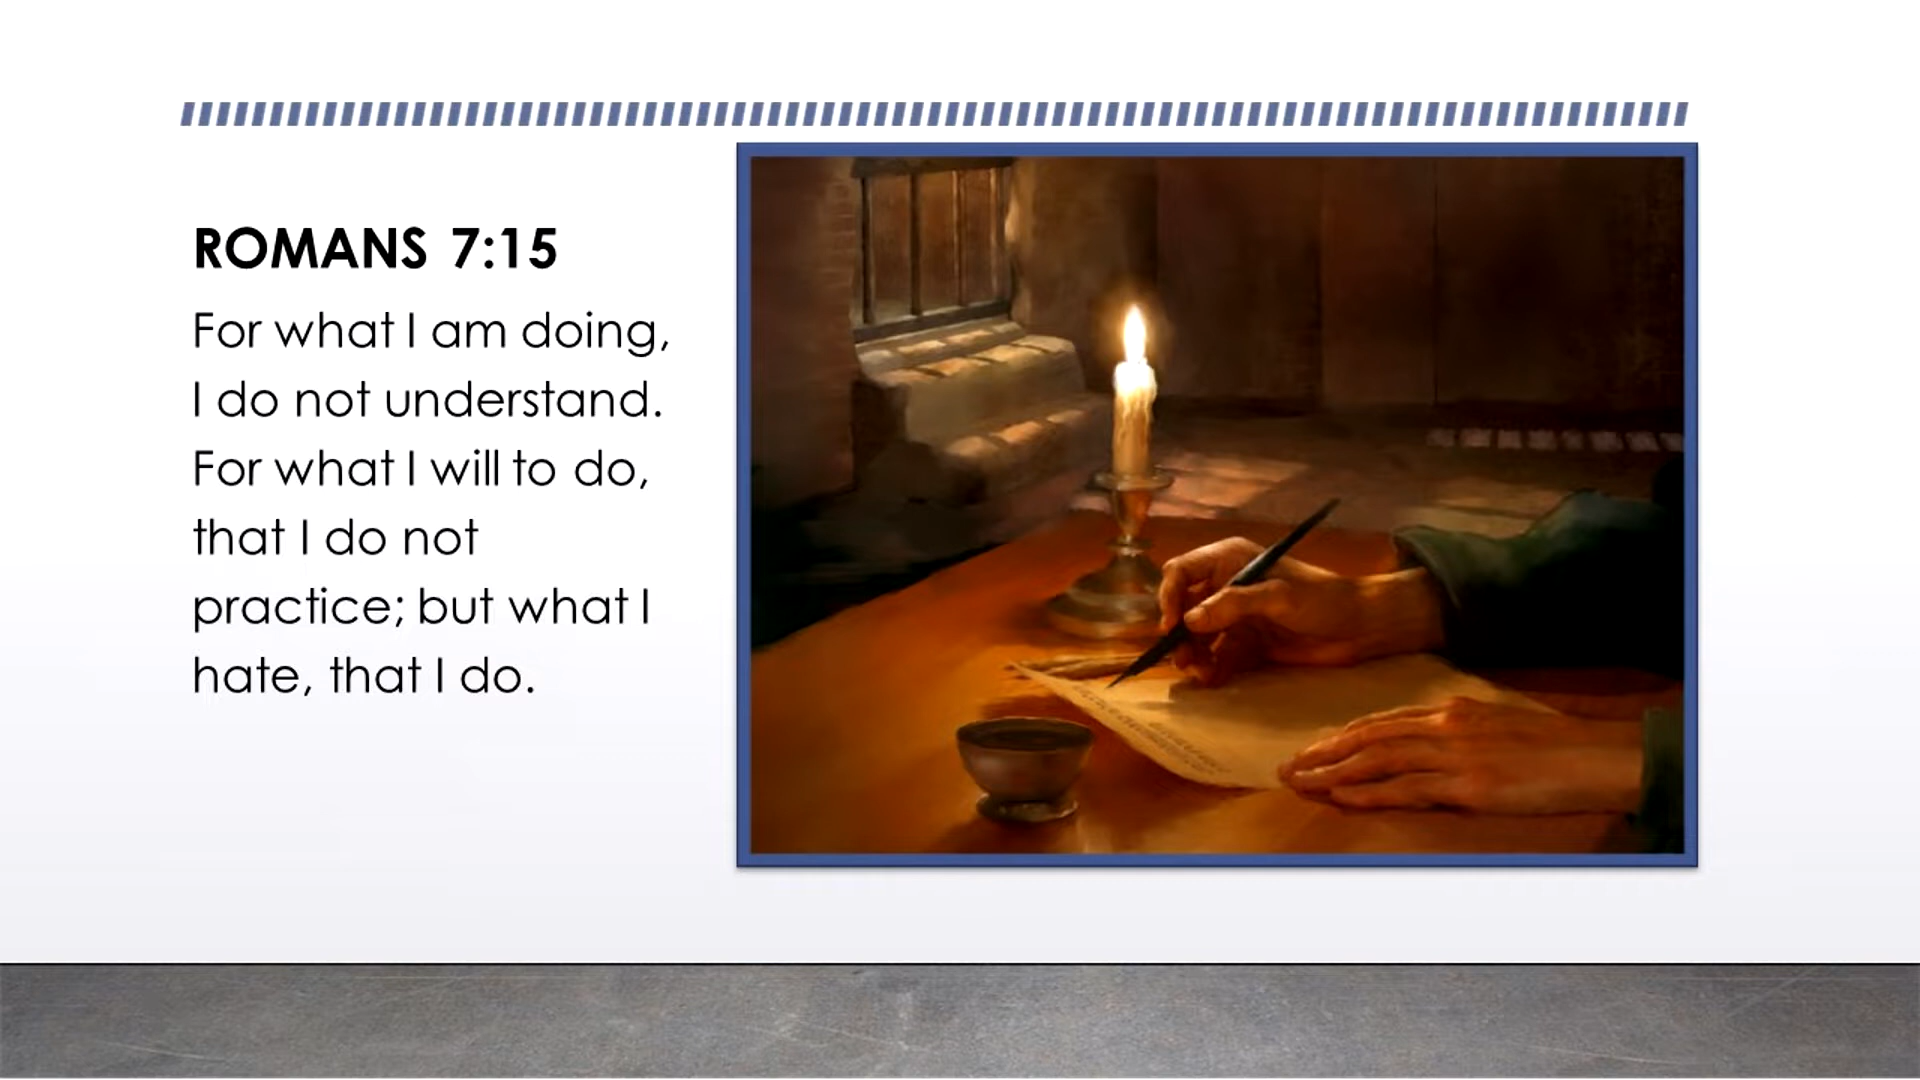 ROMANS 7:15
For what I am doing,
I do not understand.
For what I will to do,
that I do not
practice; but what I
hate, that I do.